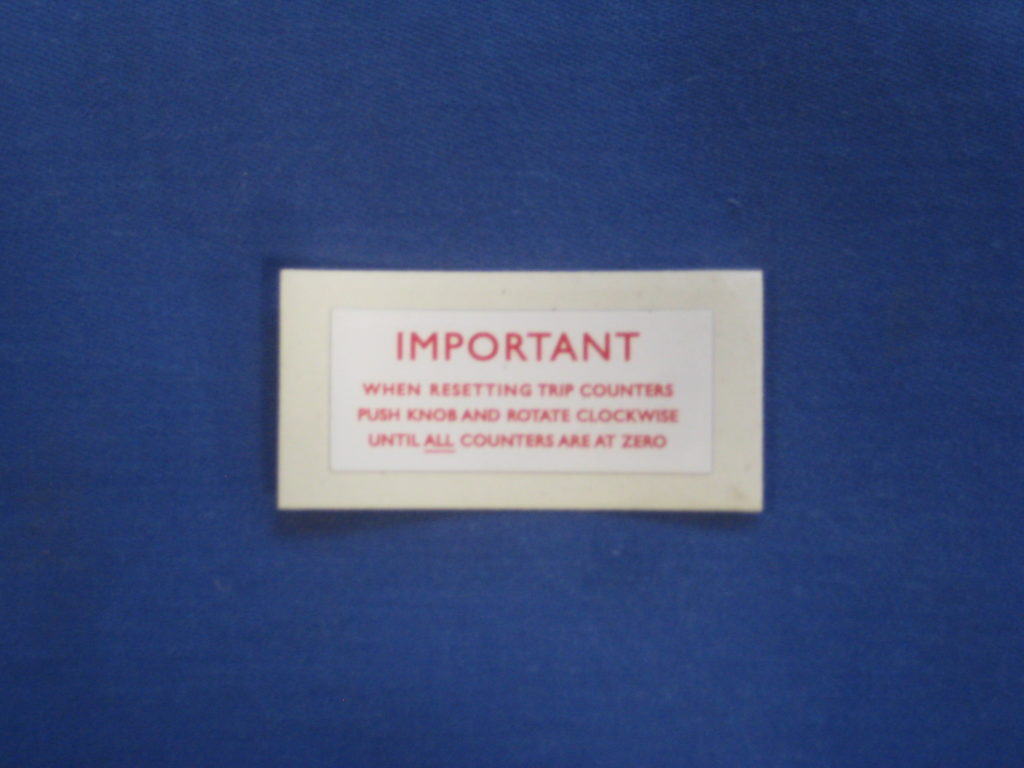 IMPORTANT
WHEN RESETTING TRIP COUNTERS
PUSH KNOB AND ROTATE CLOCKWISE
UNTIL ALL COUNTERS ARE AT ZERO